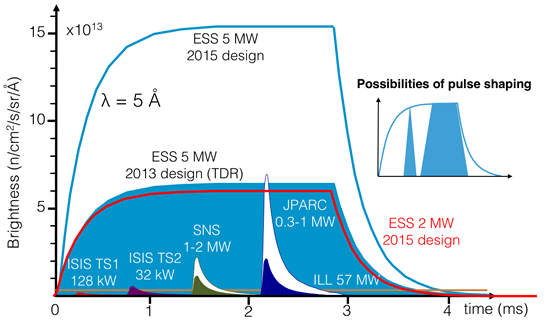 x10¹³
15
ESS 5 MW
2015 design
Possibilities of pulse shaping
λ = 5 Å
10
Brightness (n/cm²/s/sr/Å)
ESS 5 MW
2013 design (TDR)
5
JPARC
0.3-1 MW
SNS
1-2 MW
ESS 2 MW
2015 design
ISIS TS1
128 kW
ISIS TS2
32 kW
ILL 57 MW
0
1
2
3
4
time (ms)